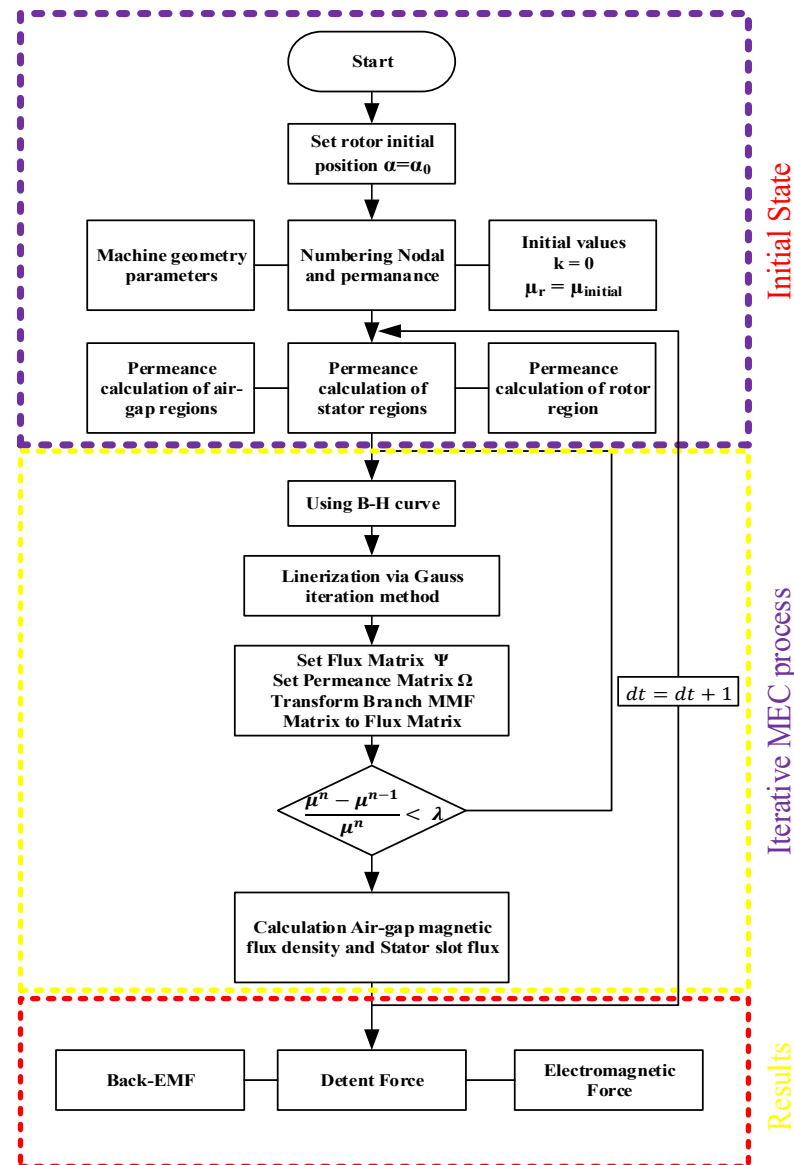 Start
Set rotor initial
position α=α₀
Machine geometry
parameters
Numbering Nodal
and permanance
Initial values
k = 0
μᵣ = μ_initial
Permeance
calculation of air-
gap regions
Permeance
calculation of
stator regions
Permeance
calculation of rotor
region
Initial State
Using B-H curve
Linerization via Gauss
iteration method
Set Flux Matrix Ψ
Set Permeance Matrix Ω
Transform Branch MMF
Matrix to Flux Matrix
dt = dt + 1
(μⁿ − μⁿ⁻¹)/μⁿ < λ
Calculation Air-gap magnetic
flux density and Stator slot flux
Iterative MEC process
Back-EMF
Detent Force
Electromagnetic
Force
Results